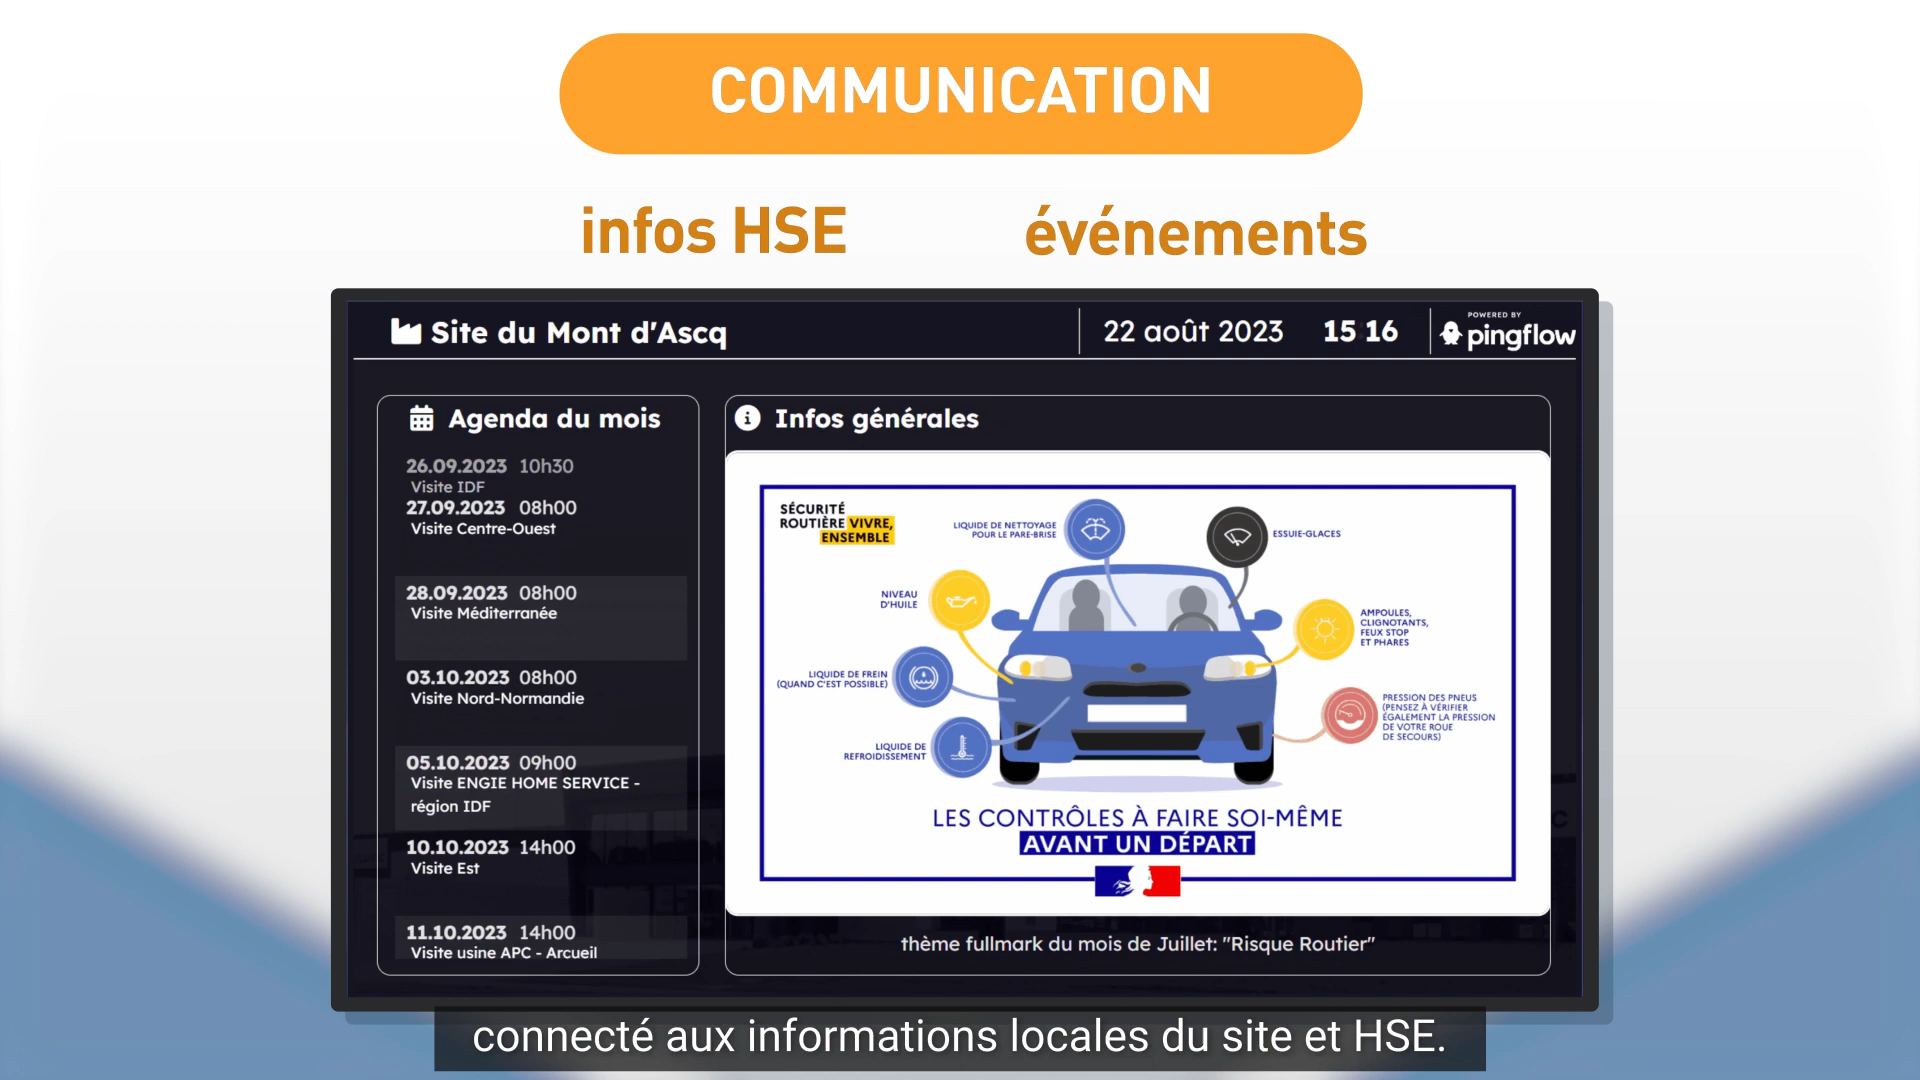 COMMUNICATION
infos HSE
événements
Site du Mont d'Ascq
22 août 2023
15 16
POWERED BY
pingflow
Agenda du mois
26.09.2023 10h30
Visite IDF
27.09.2023 08h00
Visite Centre-Ouest
28.09.2023 08h00
Visite Méditerranée
03.10.2023 08h00
Visite Nord-Normandie
05.10.2023 09h00
Visite ENGIE HOME SERVICE -
région IDF
10.10.2023 14h00
Visite Est
11.10.2023 14h00
Visite usine APC - Arcueil
Infos générales
SÉCURITÉ
ROUTIÈRE VIVRE,
ENSEMBLE
LIQUIDE DE NETTOYAGE
POUR LE PARE-BRISE
ESSUIE-GLACES
NIVEAU
D'HUILE
AMPOULES,
CLIGNOTANTS,
FEUX STOP
ET PHARES
LIQUIDE DE FREIN
(QUAND C'EST POSSIBLE)
PRESSION DES PNEUS
(PENSEZ À VÉRIFIER
ÉGALEMENT LA PRESSION
DE VOTRE ROUE
DE SECOURS)
LIQUIDE DE
REFROIDISSEMENT
LES CONTRÔLES À FAIRE SOI-MÊME
AVANT UN DÉPART
thème fullmark du mois de Juillet: "Risque Routier"
connecté aux informations locales du site et HSE.